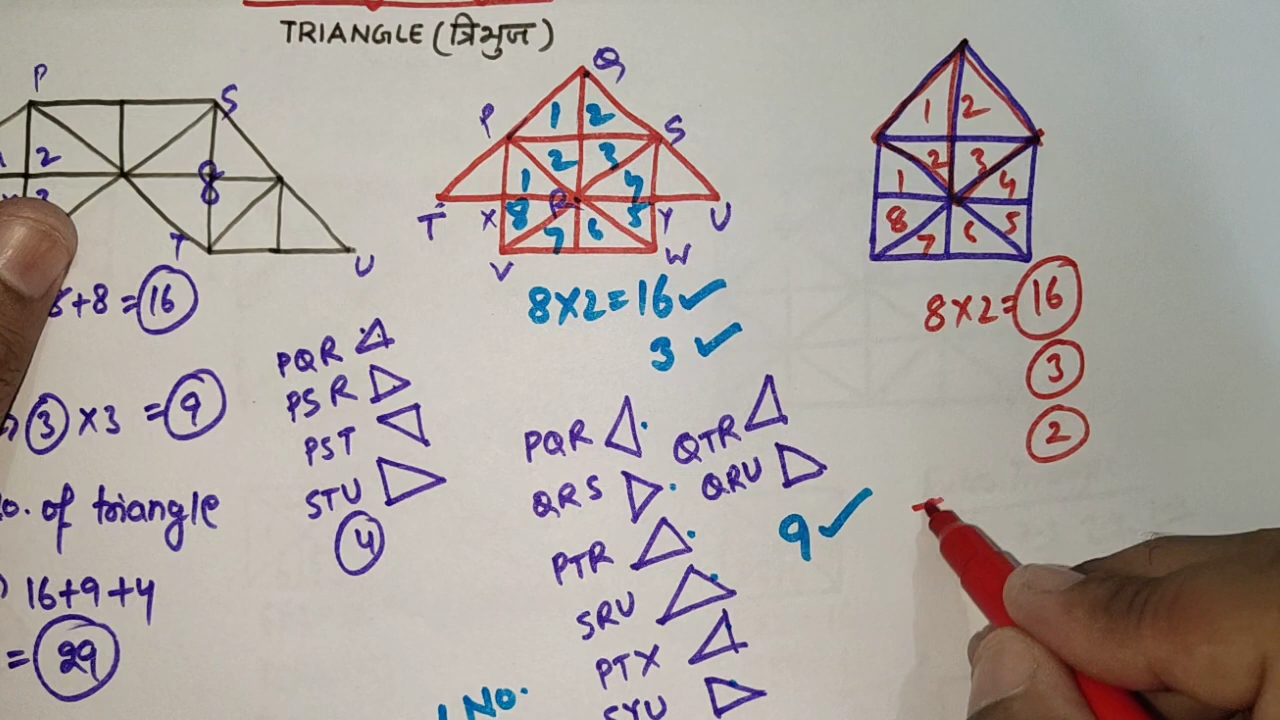 TRIANGLE (त्रिभुज)
P
S
2
8
T
U
8 = 16
3 × 3 = 9
of triangle
16+9+4
= 29
PQR
PSR
PST
STU
4
Q
P
S
1 2
2 3
1 4
8 5
7 6
T X R Y U
V W
8×2=16
3
PQR
QTR
QRS
QRU
9
PTR
SRU
PTX
SYU
No.
1 2
2 3
1 4
8 5
7 6
8×2=16
3
2